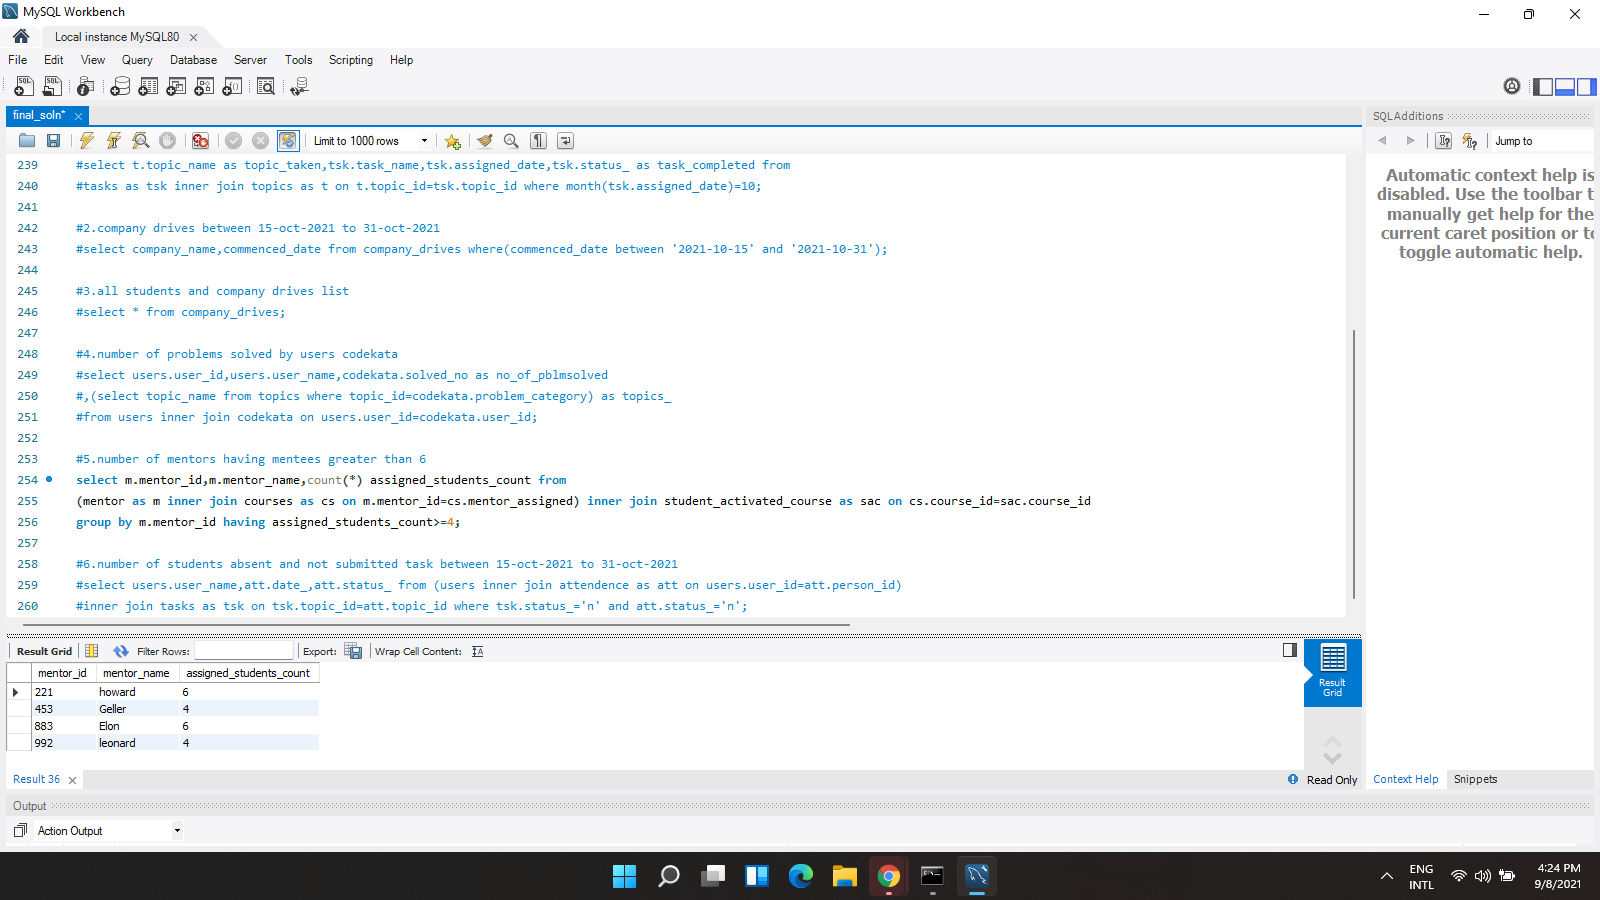 MySQL Workbench
Local instance MySQL80
File Edit View Query Database Server Tools Scripting Help
final_soln*
Limit to 1000 rows
239 #select t.topic_name as topic_taken,tsk.task_name,tsk.assigned_date,tsk.status_ as task_completed from
240 #tasks as tsk inner join topics as t on t.topic_id=tsk.topic_id where month(tsk.assigned_date)=10;
241
242 #2.company drives between 15-oct-2021 to 31-oct-2021
243 #select company_name,commenced_date from company_drives where(commenced_date between '2021-10-15' and '2021-10-31');
244
245 #3.all students and company drives list
246 #select * from company_drives;
247
248 #4.number of problems solved by users codekata
249 #select users.user_id,users.user_name,codekata.solved_no as no_of_pblmsolved
250 #,(select topic_name from topics where topic_id=codekata.problem_category) as topics_
251 #from users inner join codekata on users.user_id=codekata.user_id;
252
253 #5.number of mentors having mentees greater than 6
254 select m.mentor_id,m.mentor_name,count(*) assigned_students_count from
255 (mentor as m inner join courses as cs on m.mentor_id=cs.mentor_assigned) inner join student_activated_course as sac on cs.course_id=sac.course_id
256 group by m.mentor_id having assigned_students_count>=4;
257
258 #6.number of students absent and not submitted task between 15-oct-2021 to 31-oct-2021
259 #select users.user_name,att.date_,att.status_ from (users inner join attendence as att on users.user_id=att.person_id)
260 #inner join tasks as tsk on tsk.topic_id=att.topic_id where tsk.status_='n' and att.status_='n';
Result Grid Filter Rows: Export: Wrap Cell Content:
mentor_id mentor_name assigned_students_count
221 howard 6
453 Geller 4
883 Elon 6
992 leonard 4
Result
Grid
Result 36
Read Only
Output
Action Output
SQLAdditions
Jump to
Automatic context help is
disabled. Use the toolbar t
manually get help for the
current caret position or to
toggle automatic help.
Context Help Snippets
ENG
INTL
4:24 PM
9/8/2021